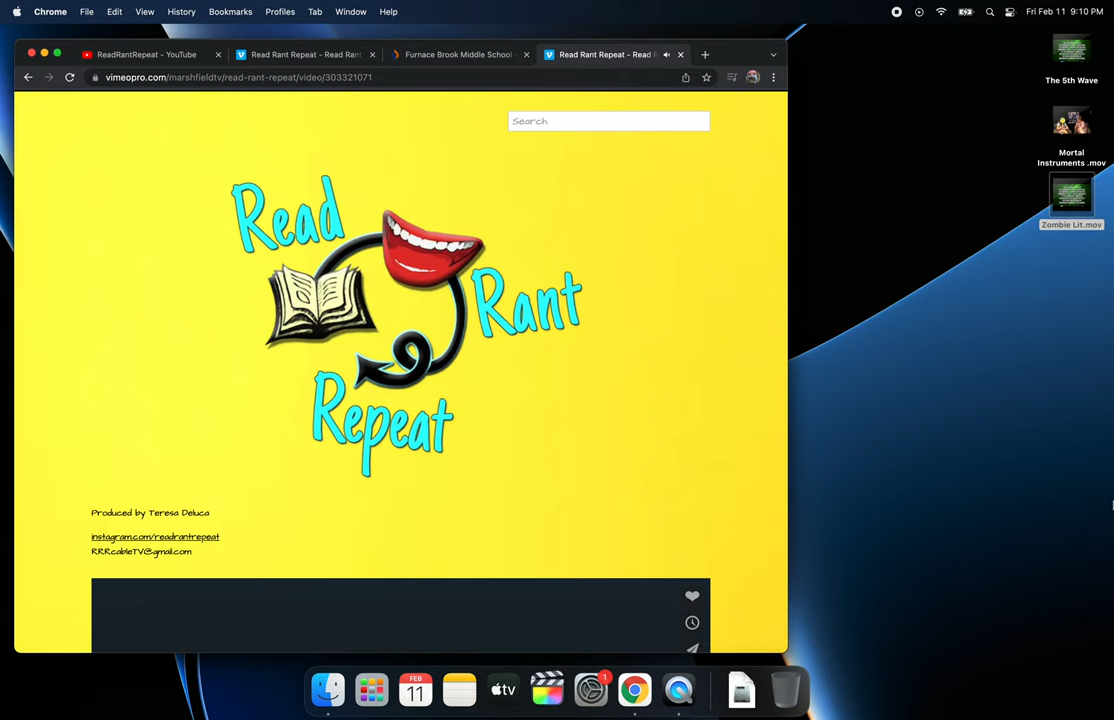 Chrome File Edit View History Bookmarks Profiles Tab Window Help Fri Feb 11 9:10 PM
ReadRantRepeat - YouTube Read Rant Repeat - Read Rant Furnace Brook Middle School Read Rant Repeat - Read R
vimeopro.com/marshfieldtv/read-rant-repeat/video/303321071
Search
Read
Rant
Repeat
Produced by Teresa Deluca
instagram.com/readrantrepeat
RRRcableTV@gmail.com
The 5th Wave
Mortal
Instruments .mov
Zombie Lit.mov
FEB
11
tv
1